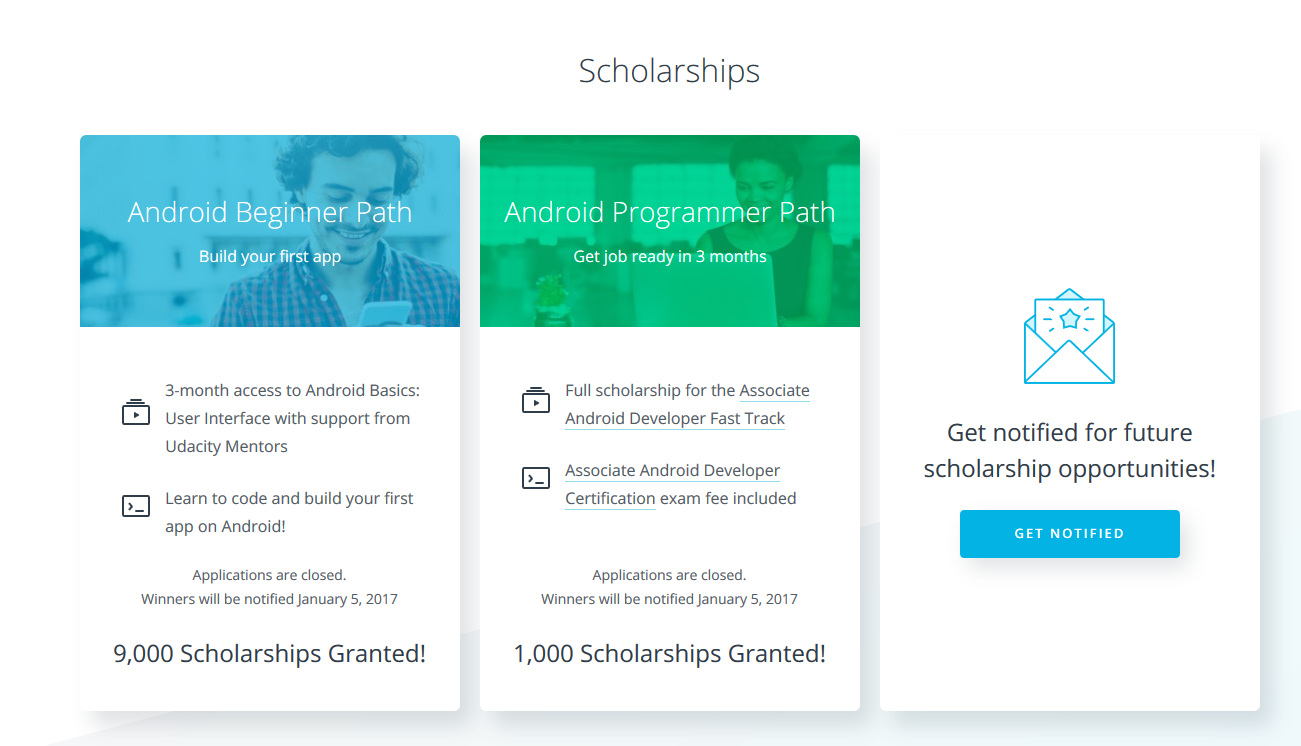 Scholarships
Android Beginner Path
Build your first app
3-month access to Android Basics:
User Interface with support from
Udacity Mentors
Learn to code and build your first
app on Android!
Applications are closed.
Winners will be notified January 5, 2017
9,000 Scholarships Granted!
Android Programmer Path
Get job ready in 3 months
Full scholarship for the Associate
Android Developer Fast Track
Associate Android Developer
Certification exam fee included
Applications are closed.
Winners will be notified January 5, 2017
1,000 Scholarships Granted!
Get notified for future
scholarship opportunities!
GET NOTIFIED